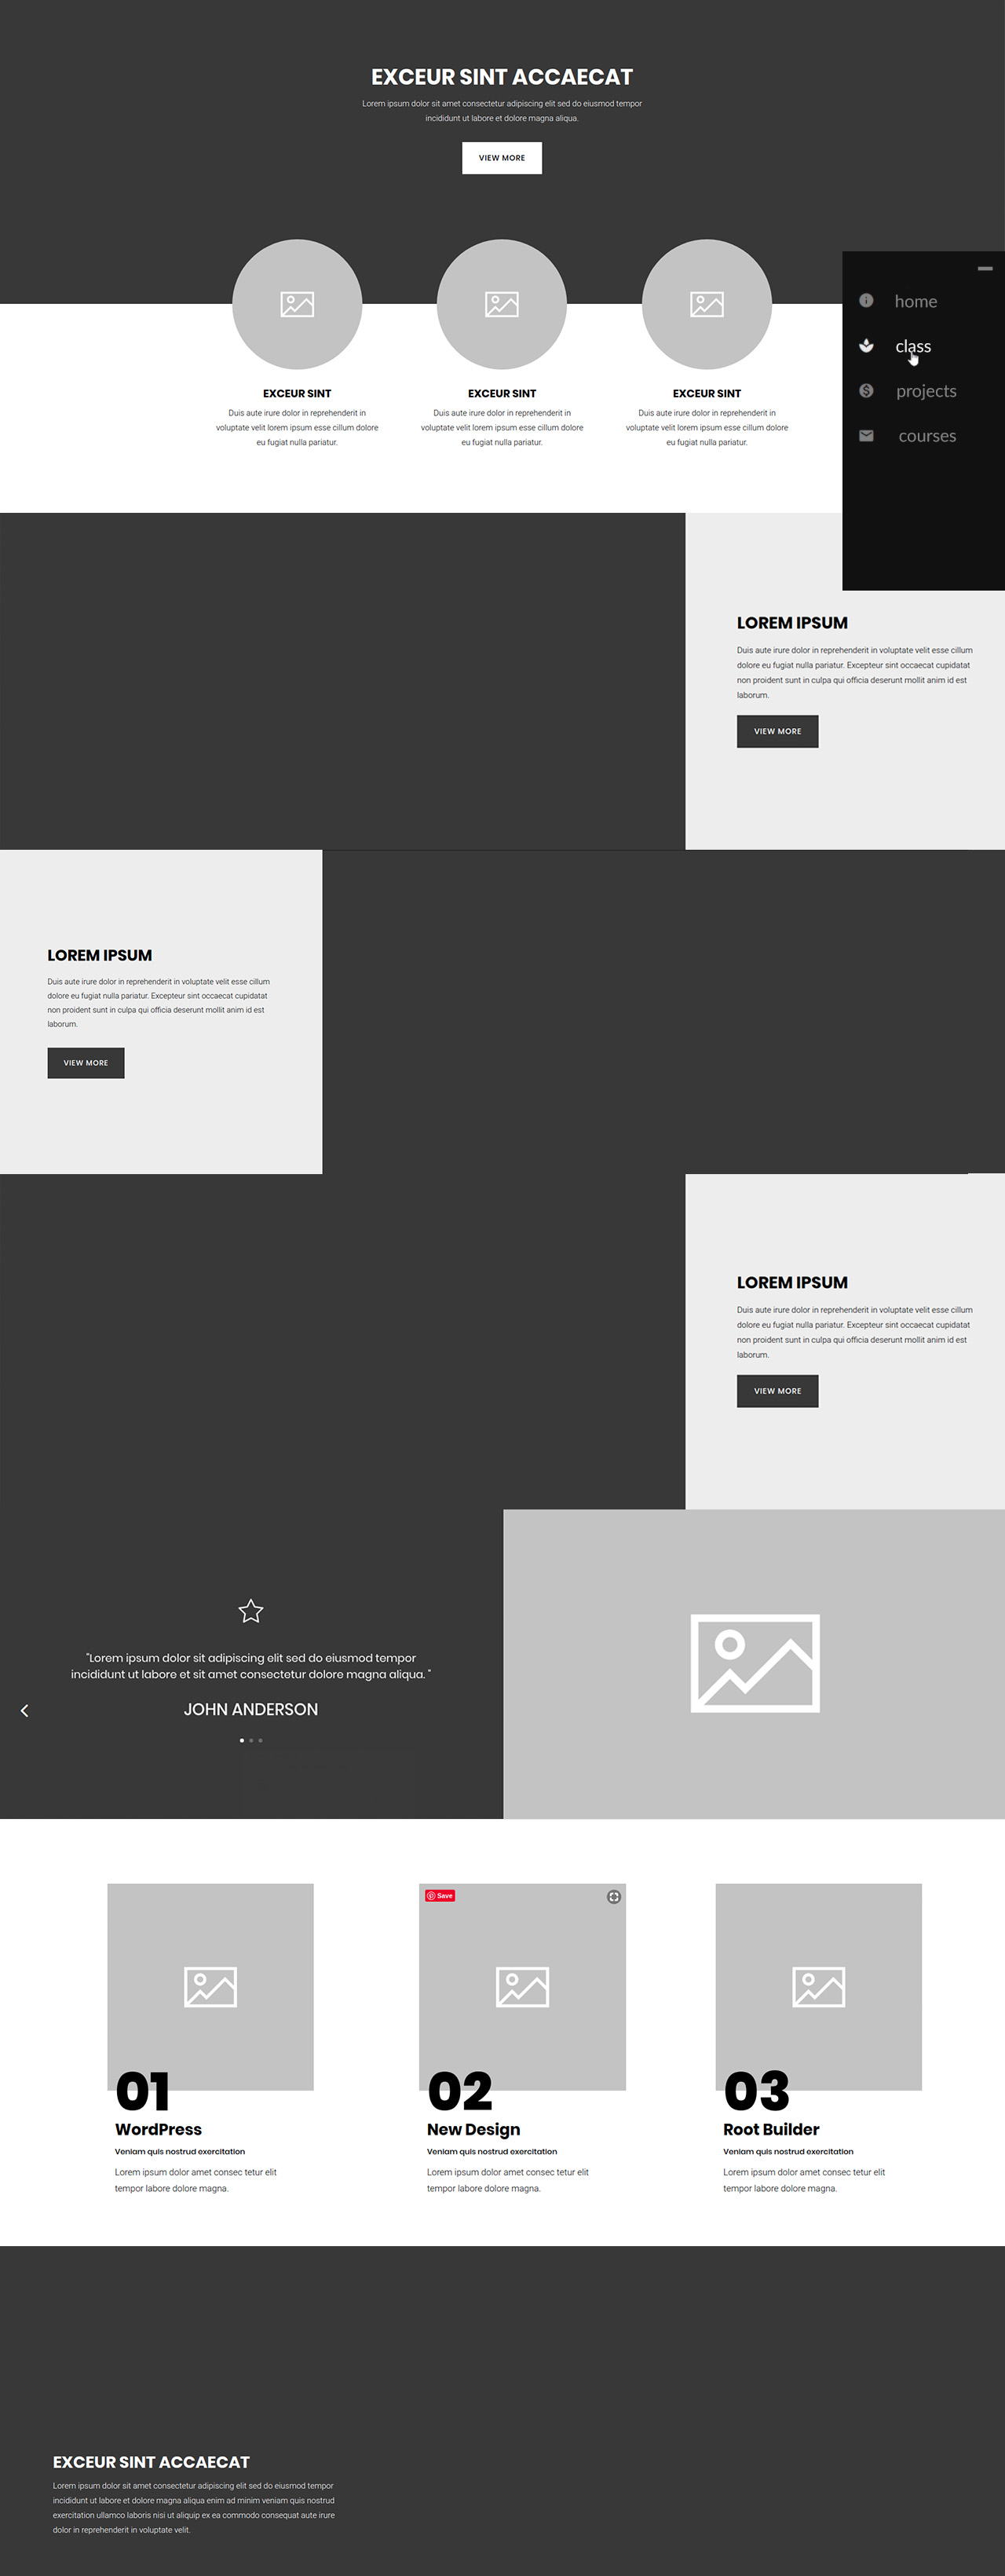 EXCEUR SINT ACCAECAT
Lorem ipsum dolor sit amet consectetur adipiscing elit sed do eiusmod tempor
incididunt ut labore et dolore magna aliqua.
VIEW MORE
home
class
projects
courses
EXCEUR SINT
Duis aute irure dolor in reprehenderit in
voluptate velit lorem ipsum esse cillum dolore
eu fugiat nulla pariatur.
EXCEUR SINT
Duis aute irure dolor in reprehenderit in
voluptate velit lorem ipsum esse cillum dolore
eu fugiat nulla pariatur.
EXCEUR SINT
Duis aute irure dolor in reprehenderit in
voluptate velit lorem ipsum esse cillum dolore
eu fugiat nulla pariatur.
LOREM IPSUM
Duis aute irure dolor in reprehenderit in voluptate velit esse cillum
dolore eu fugiat nulla pariatur. Excepteur sint occaecat cupidatat
non proident sunt in culpa qui officia deserunt mollit anim id est
laborum.
VIEW MORE
LOREM IPSUM
Duis aute irure dolor in reprehenderit in voluptate velit esse cillum
dolore eu fugiat nulla pariatur. Excepteur sint occaecat cupidatat
non proident sunt in culpa qui officia deserunt mollit anim id est
laborum.
VIEW MORE
LOREM IPSUM
Duis aute irure dolor in reprehenderit in voluptate velit esse cillum
dolore eu fugiat nulla pariatur. Excepteur sint occaecat cupidatat
non proident sunt in culpa qui officia deserunt mollit anim id est
laborum.
VIEW MORE
"Lorem ipsum dolor sit adipiscing elit sed do eiusmod tempor
incididunt ut labore et sit amet consectetur dolore magna aliqua. "
JOHN ANDERSON
01
WordPress
Veniam quis nostrud exercitation
Lorem ipsum dolor amet consec tetur elit
tempor labore dolore magna.
Save
02
New Design
Veniam quis nostrud exercitation
Lorem ipsum dolor amet consec tetur elit
tempor labore dolore magna.
03
Root Builder
Veniam quis nostrud exercitation
Lorem ipsum dolor amet consec tetur elit
tempor labore dolore magna.
EXCEUR SINT ACCAECAT
Lorem ipsum dolor sit amet consectetur adipiscing elit sed do eiusmod tempor
incididunt ut labore et dolore magna aliqua enim ad minim veniam quis nostrud
exercitation ullamco laboris nisi ut aliquip ex ea commodo consequat aute irure
dolor in reprehenderit in voluptate velit.